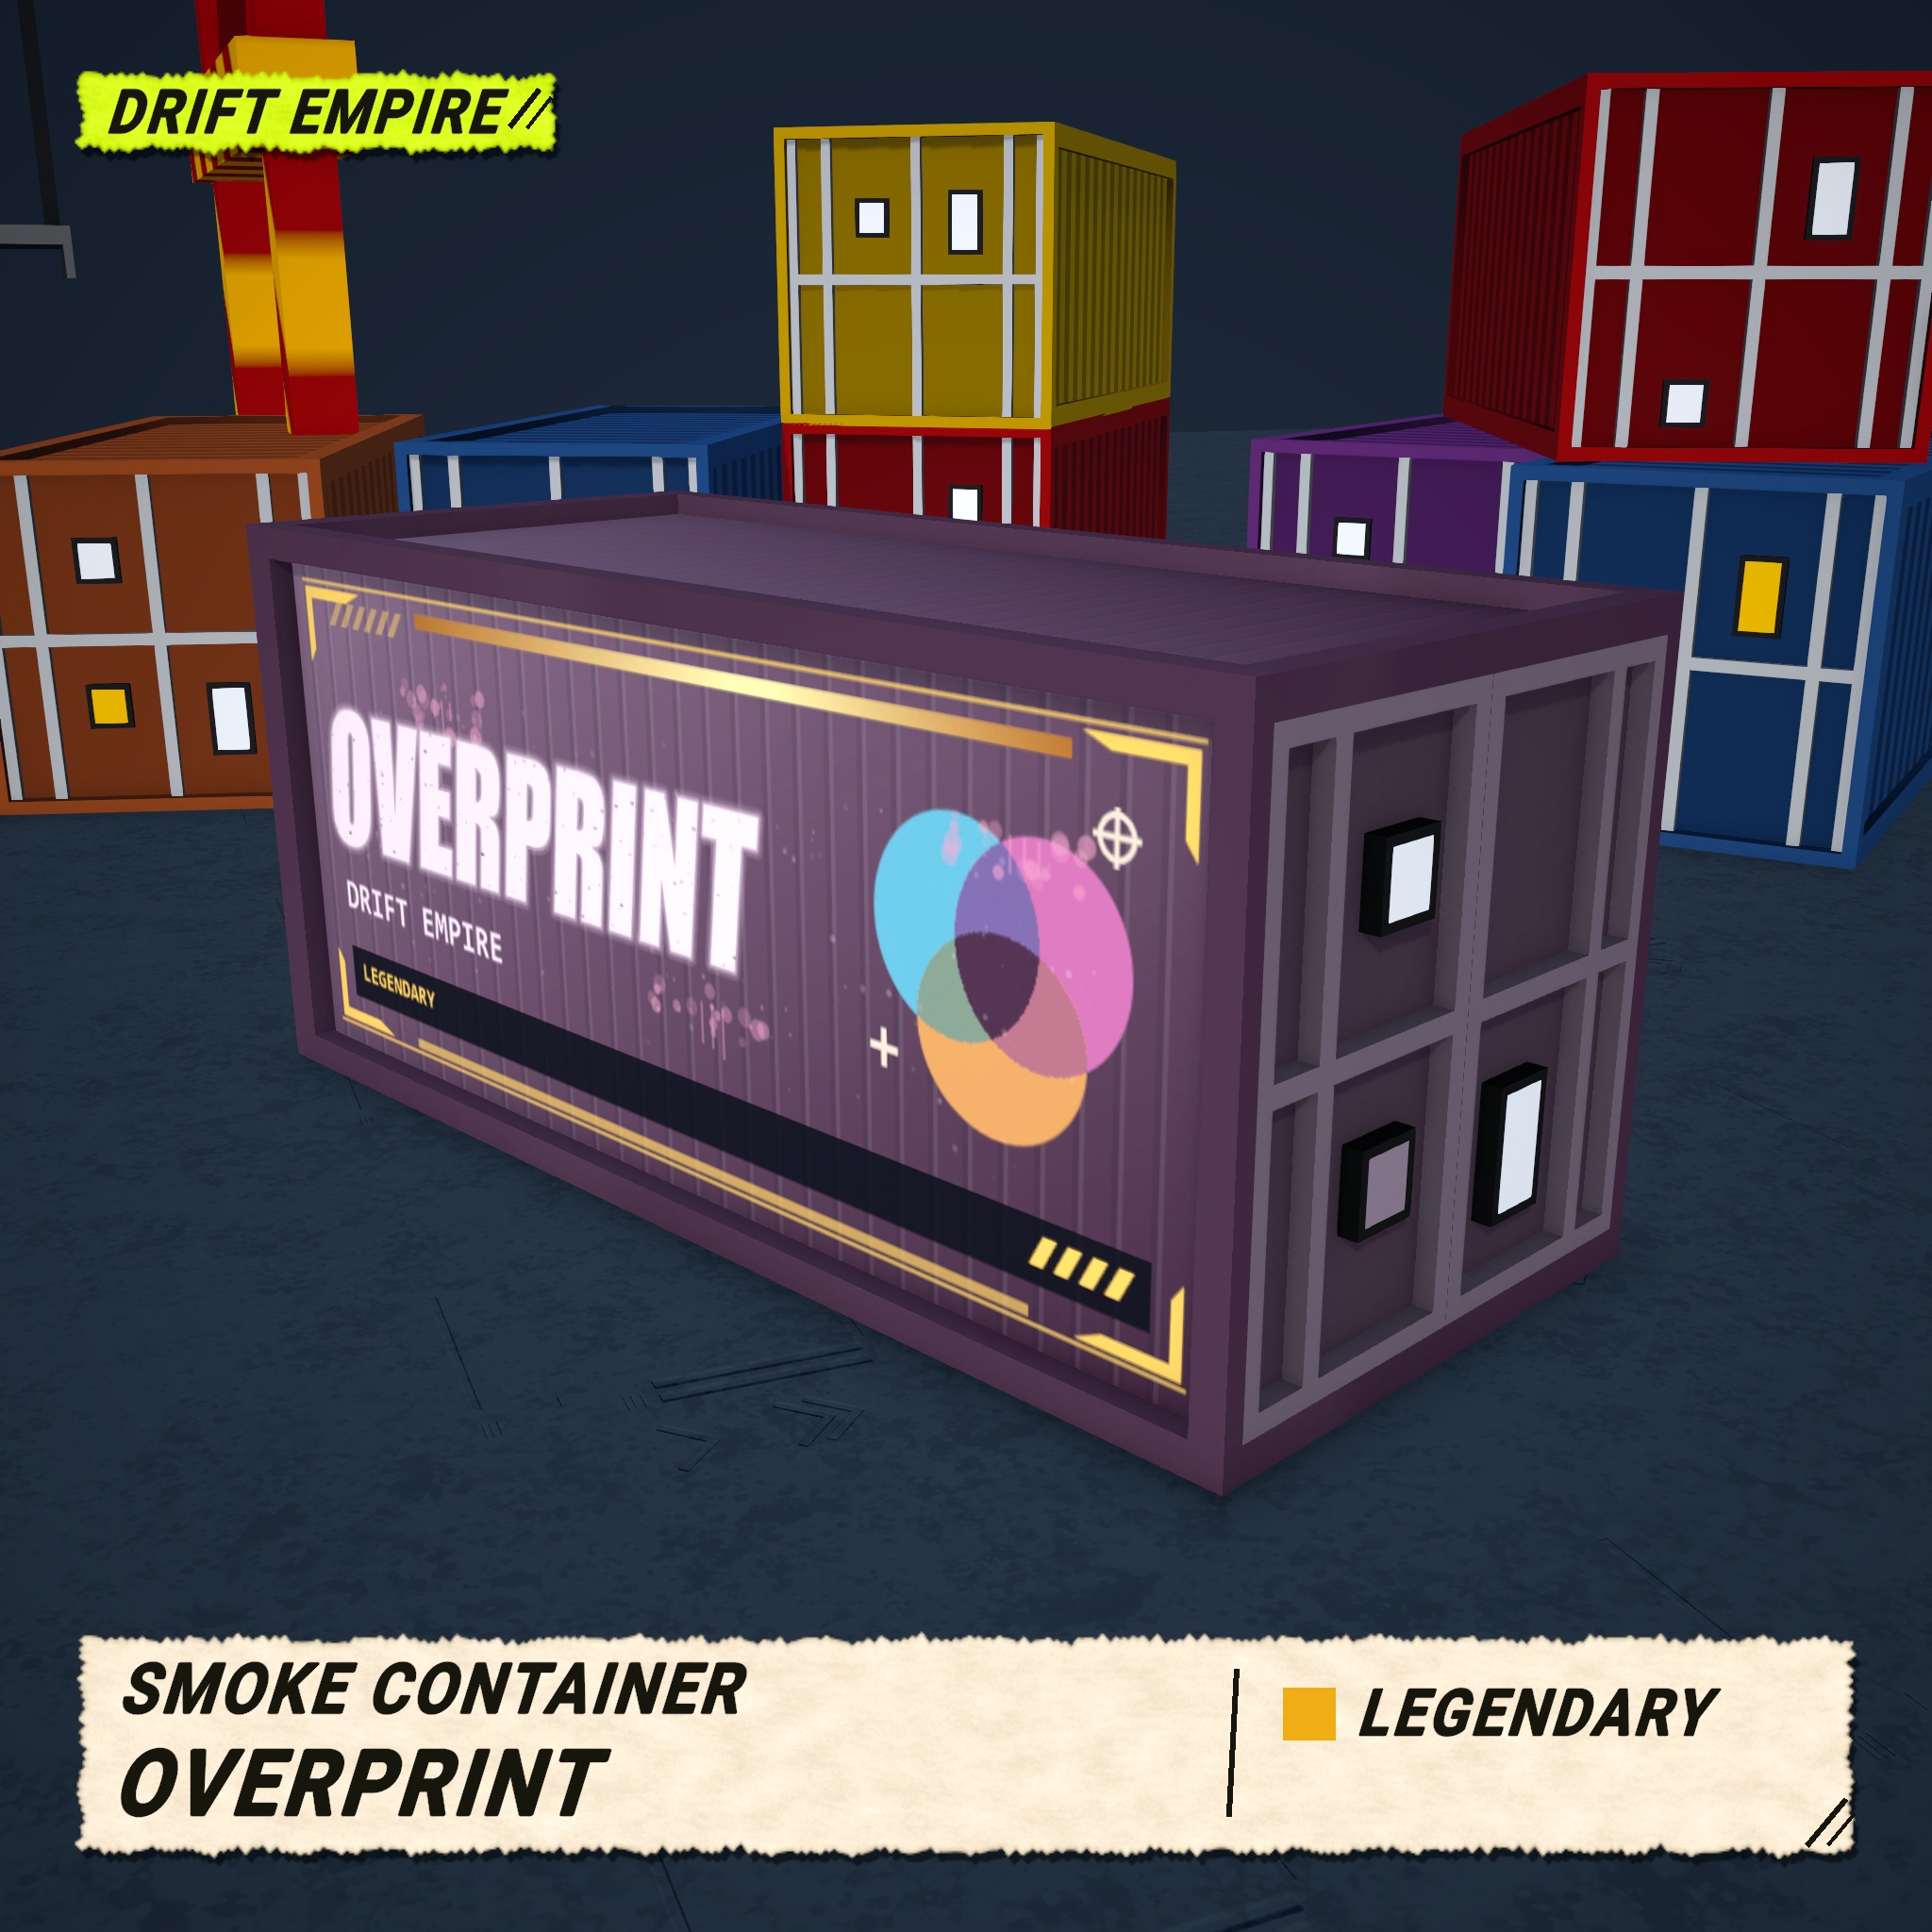 DRIFT EMPIRE//
OVERPRINT
DRIFT EMPIRE
LEGENDARY
SMOKE CONTAINER
OVERPRINT
LEGENDARY